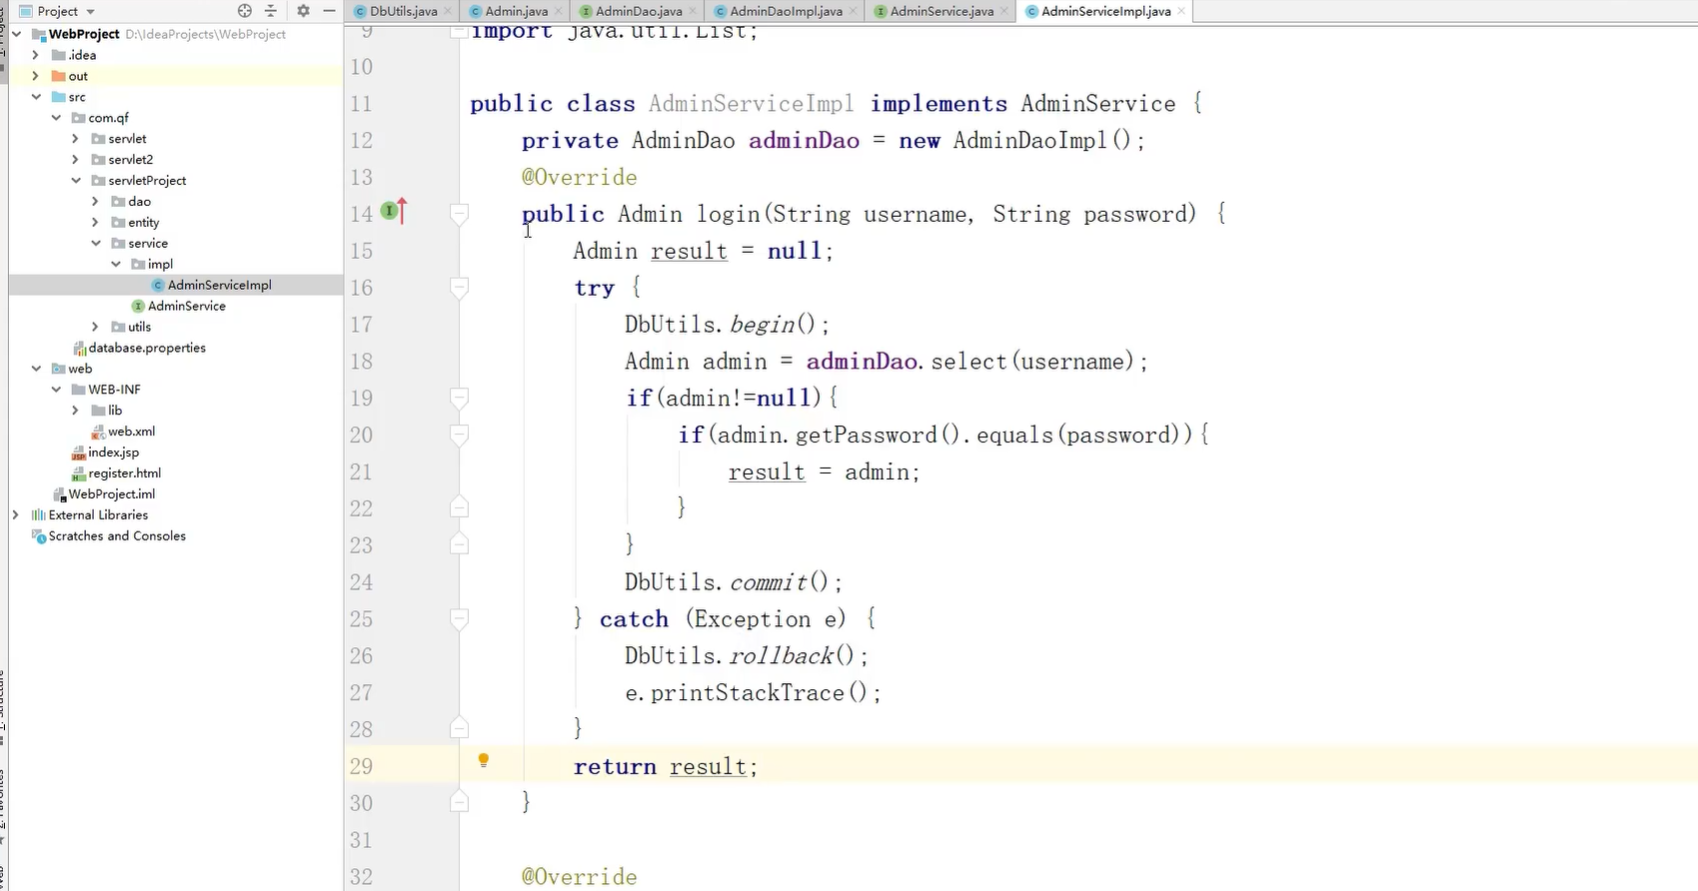 Project
DbUtils.java
Admin.java
AdminDao.java
AdminDaoImpl.java
AdminService.java
AdminServiceImpl.java
WebProject D:\IdeaProjects\WebProject
.idea
out
src
com.qf
servlet
servlet2
servletProject
dao
entity
service
impl
AdminServiceImpl
AdminService
utils
database.properties
web
WEB-INF
lib
web.xml
index.jsp
register.html
WebProject.iml
External Libraries
Scratches and Consoles
9 import java.util.List;
10
11 public class AdminServiceImpl implements AdminService {
12 private AdminDao adminDao = new AdminDaoImpl();
13 @Override
14 public Admin login(String username, String password) {
15 Admin result = null;
16 try {
17 DbUtils.begin();
18 Admin admin = adminDao.select(username);
19 if(admin!=null){
20 if(admin.getPassword().equals(password)){
21 result = admin;
22 }
23 }
24 DbUtils.commit();
25 } catch (Exception e) {
26 DbUtils.rollback();
27 e.printStackTrace();
28 }
29 return result;
30 }
31
32 @Override